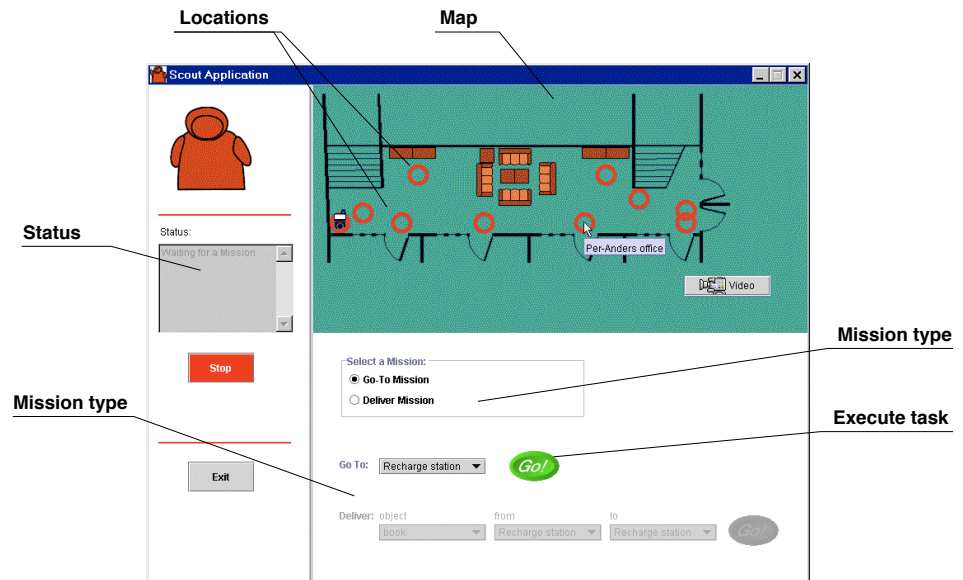 Locations
Map
Scout Application
Status
Status:
Waiting for a Mission
Per-Anders office
Video
Mission type
Select a Mission:
Go-To Mission
Deliver Mission
Stop
Mission type
Execute task
Go To: Recharge station Go!
Exit
Deliver: object from to
book Recharge station Recharge station Go!